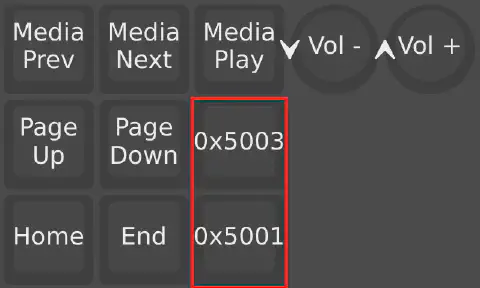 Media Prev
Media Next
Media Play
Vol -
Vol +
Page Up
Page Down
0x5003
Home
End
0x5001